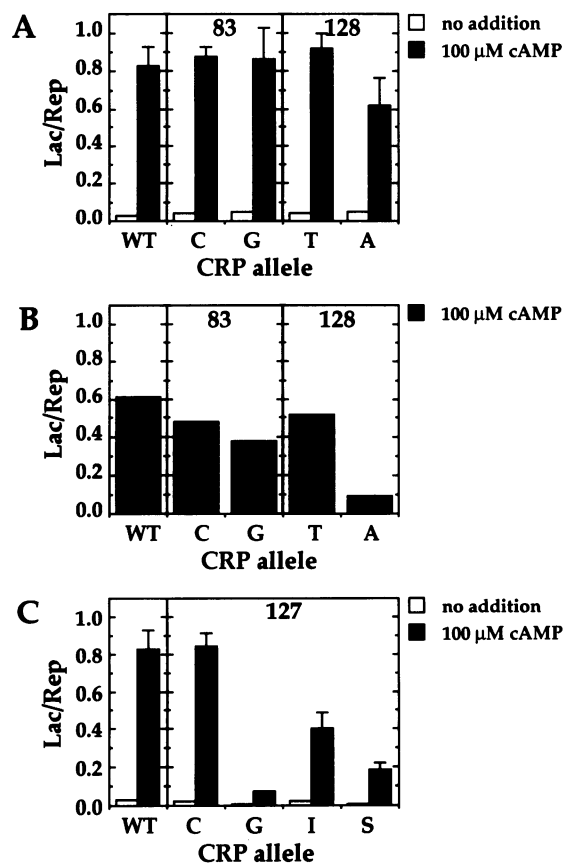 A
83
128
no addition
100 µM cAMP
Lac/Rep
1.0
0.8
0.6
0.4
0.2
0.0
WT
C
G
T
A
CRP allele
B
83
128
100 µM cAMP
Lac/Rep
1.0
0.8
0.6
0.4
0.2
0.0
WT
C
G
T
A
CRP allele
C
127
no addition
100 µM cAMP
Lac/Rep
1.0
0.8
0.6
0.4
0.2
0.0
WT
C
G
I
S
CRP allele